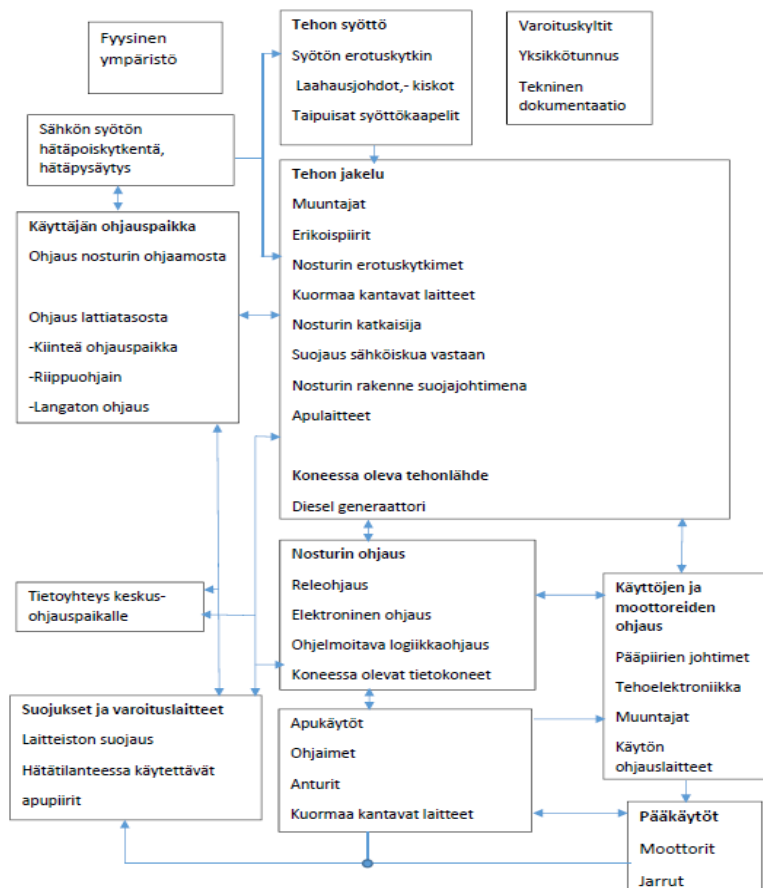 Fyysinen
ympäristö
Tehon syöttö
Syötön erotuskytkin
Laahausjohdot,- kiskot
Taipuisat syöttökaapelit
Varoituskyltit
Yksikkötunnus
Tekninen
dokumentaatio
Sähkön syötön
hätäpoiskytkentä,
hätäpysäytys
Tehon jakelu
Muuntajat
Erikoispiirit
Nosturin erotuskytkimet
Kuormaa kantavat laitteet
Nosturin katkaisija
Suojaus sähköiskua vastaan
Nosturin rakenne suojajohtimena
Apulaitteet
Koneessa oleva tehonlähde
Diesel generaattori
Käyttäjän ohjauspaikka
Ohjaus nosturin ohjaamosta
Ohjaus lattiatasosta
-Kiinteä ohjauspaikka
-Riippuohjain
-Langaton ohjaus
Nosturin ohjaus
Releohjaus
Elektroninen ohjaus
Ohjelmoitava logiikkaohjaus
Koneessa olevat tietokoneet
Tietoyhteys keskus-
ohjauspaikalle
Käyttöjen ja
moottoreiden
ohjaus
Pääpiirien johtimet
Tehoelektroniikka
Muuntajat
Käytön
ohjauslaitteet
Suojukset ja varoituslaitteet
Laitteiston suojaus
Hätätilanteessa käytettävät
apupiirit
Apukäytöt
Ohjaimet
Anturit
Kuormaa kantavat laitteet
Pääkäytöt
Moottorit
Jarrut